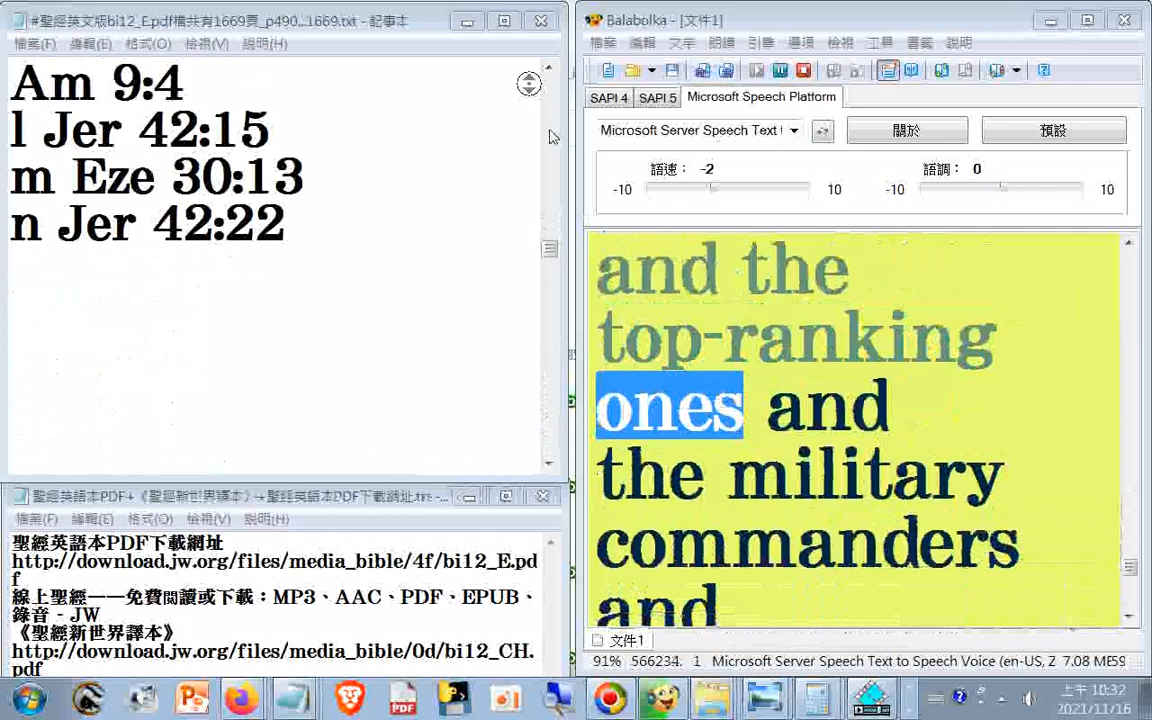 #聖經英文版bi12_E.pdf橫共有1669頁_p490...1669.txt - 記事本
檔案(F) 編輯(E) 格式(O) 檢視(V) 說明(H)
Am 9:4
l Jer 42:15
m Eze 30:13
n Jer 42:22
聖經英語本PDF+《聖經新世界譯本》+聖經英語本PDF下載網址.txt -...
檔案(F) 編輯(E) 格式(O) 檢視(V) 說明(H)
聖經英語本PDF下載網址
http://download.jw.org/files/media_bible/4f/bi12_E.pd
f
線上聖經——免費閱讀或下載：MP3、AAC、PDF、EPUB、
錄音 - JW
《聖經新世界譯本》
http://download.jw.org/files/media_bible/0d/bi12_CH.
pdf
Balabolka - [文件1]
檔案 編輯 文字 朗讀 引擎 選項 檢視 工具 書籤 說明
SAPI 4 SAPI 5 Microsoft Speech Platform
Microsoft Server Speech Text 關於 預設
語速： -2 語調： 0
-10 10 -10 10
and the
top-ranking
ones and
the military
commanders
and
文件1
91% 566234. 1 Microsoft Server Speech Text to Speech Voice (en-US, Z 7.08 ME59
上午 10:32
2021/11/16